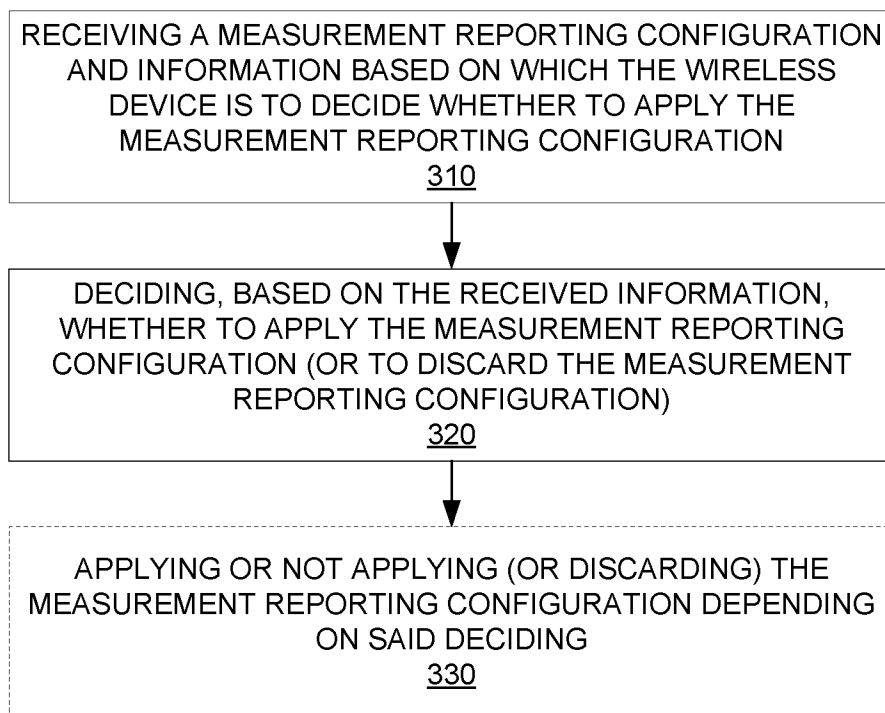 RECEIVING A MEASUREMENT REPORTING CONFIGURATION
AND INFORMATION BASED ON WHICH THE WIRELESS
DEVICE IS TO DECIDE WHETHER TO APPLY THE
MEASUREMENT REPORTING CONFIGURATION
310
DECIDING, BASED ON THE RECEIVED INFORMATION,
WHETHER TO APPLY THE MEASUREMENT REPORTING
CONFIGURATION (OR TO DISCARD THE MEASUREMENT
REPORTING CONFIGURATION)
320
APPLYING OR NOT APPLYING (OR DISCARDING) THE
MEASUREMENT REPORTING CONFIGURATION DEPENDING
ON SAID DECIDING
330